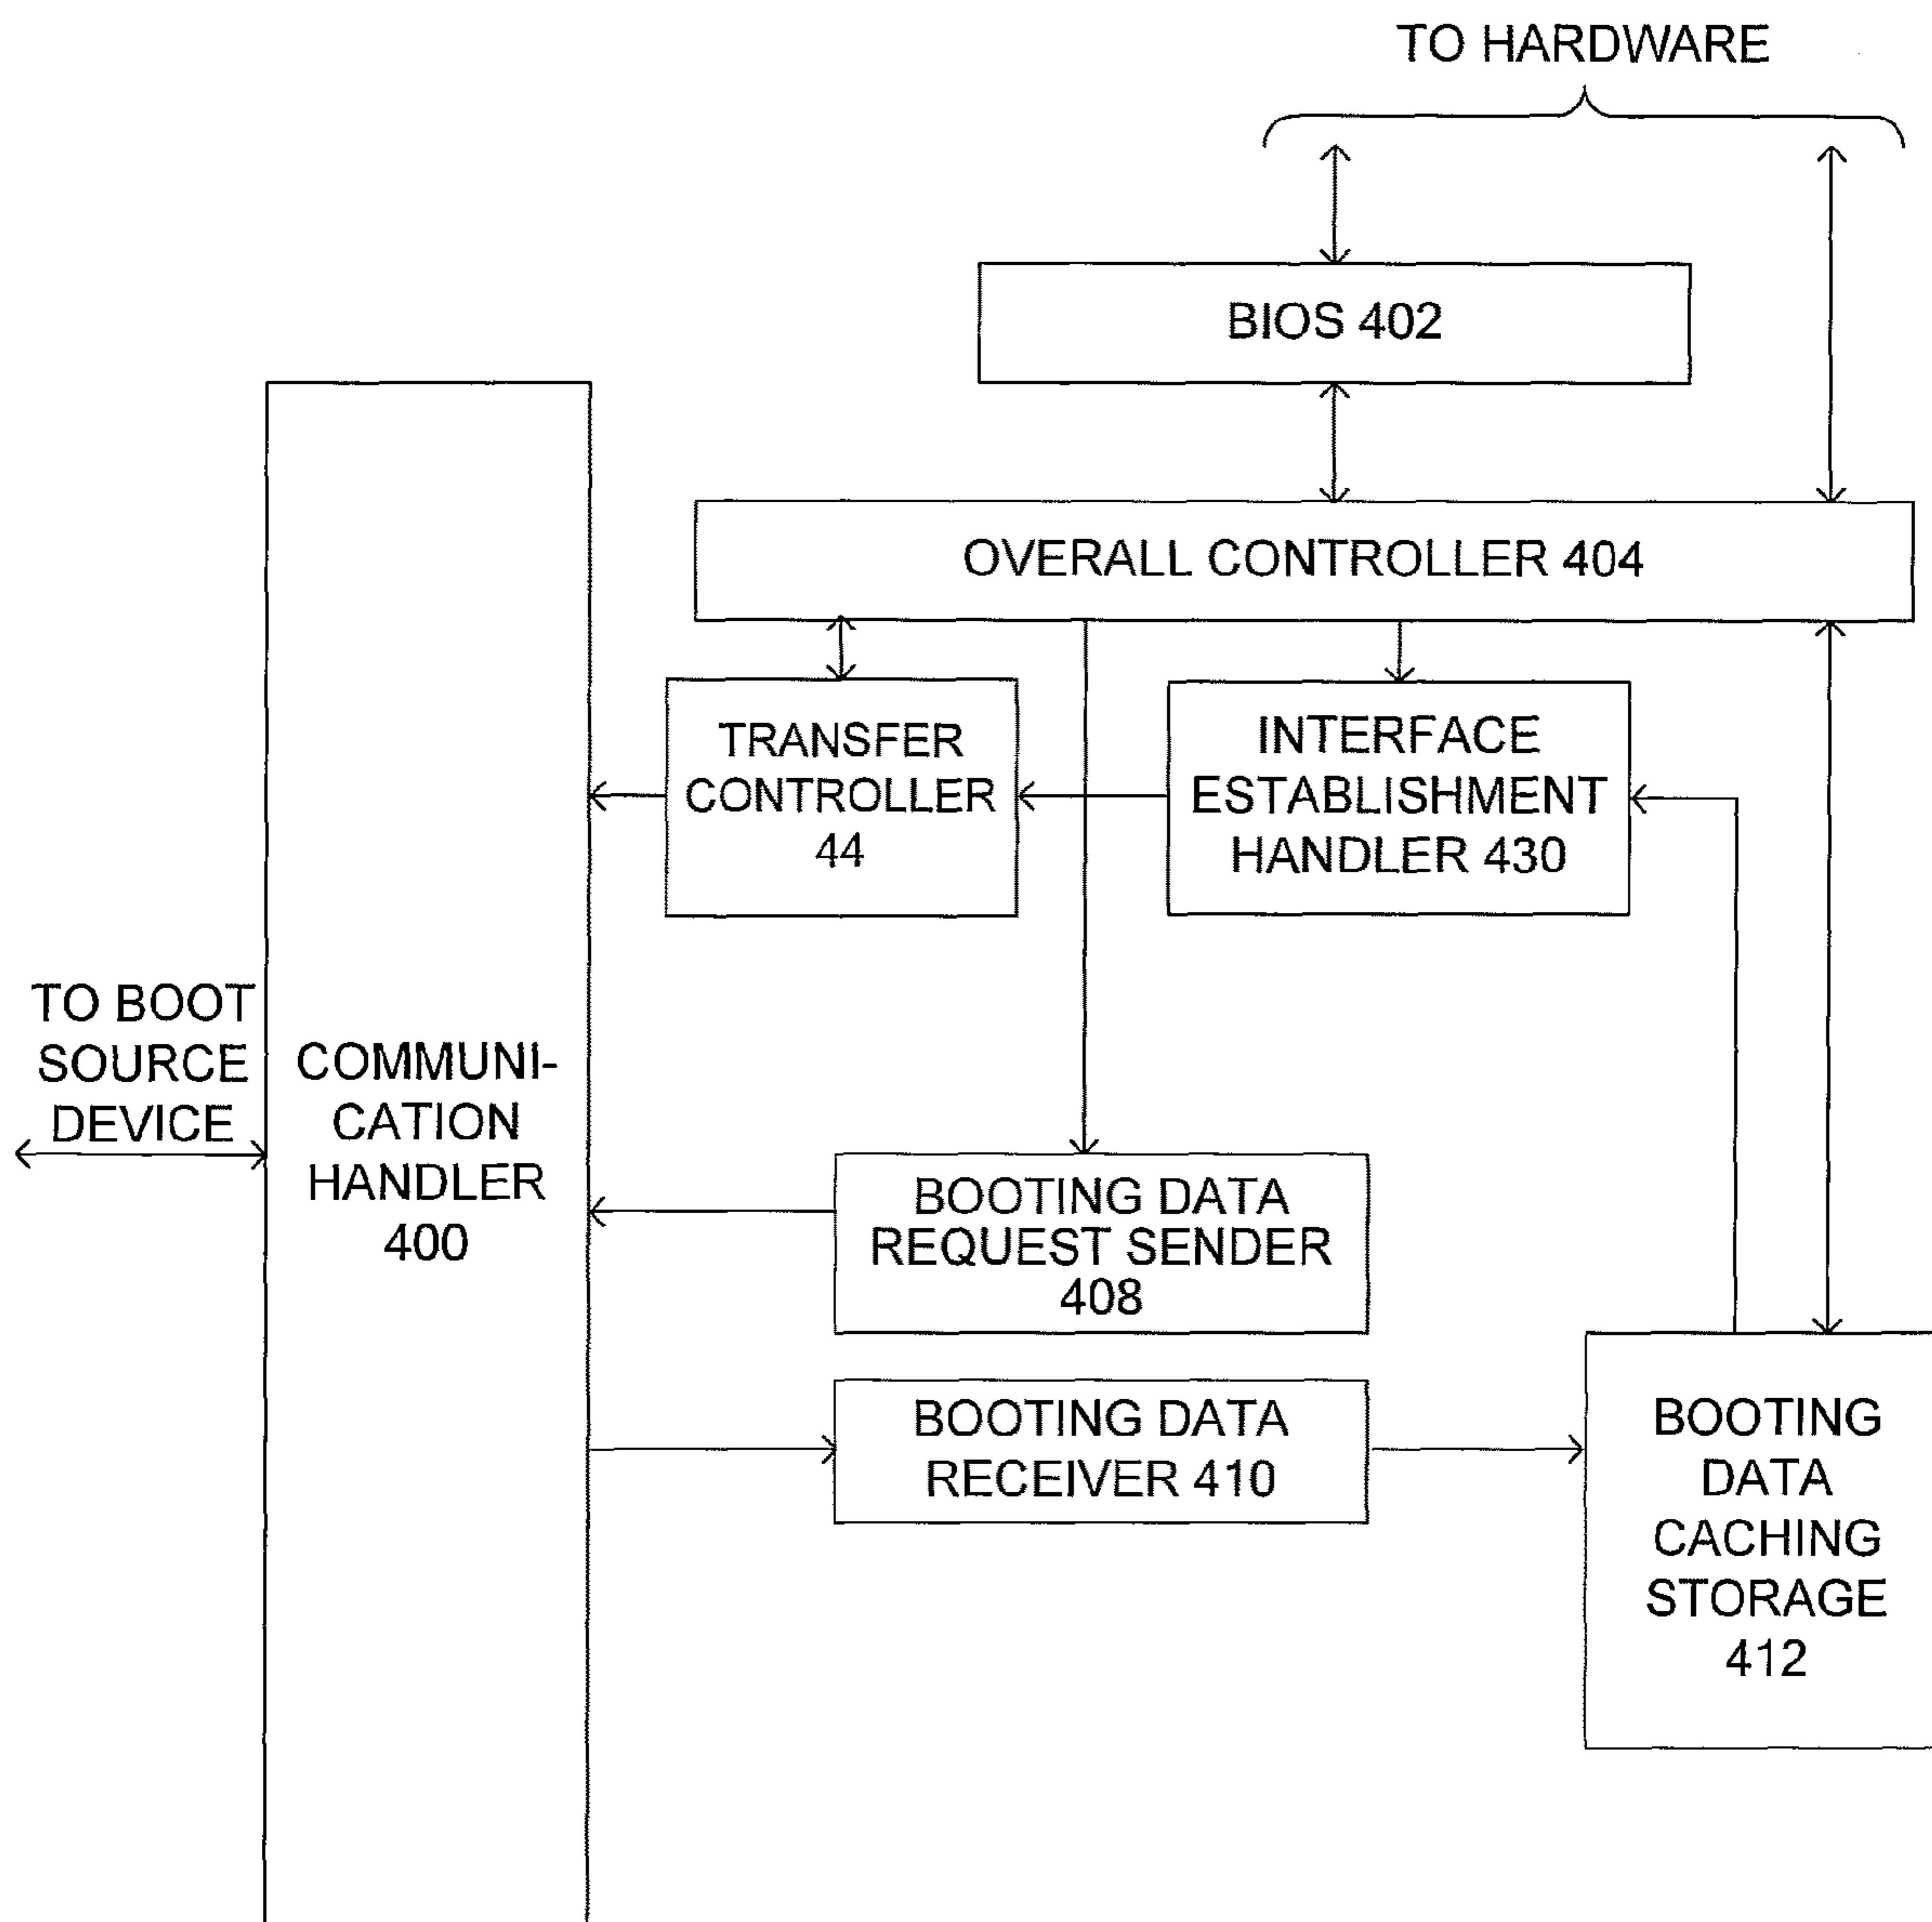 TO HARDWARE
BIOS 402
OVERALL CONTROLLER 404
TRANSFER
CONTROLLER
44
INTERFACE
ESTABLISHMENT
HANDLER 430
TO BOOT
SOURCE
DEVICE
COMMUNI-
CATION
HANDLER
400
BOOTING DATA
REQUEST SENDER
408
BOOTING DATA
RECEIVER 410
BOOTING
DATA
CACHING
STORAGE
412